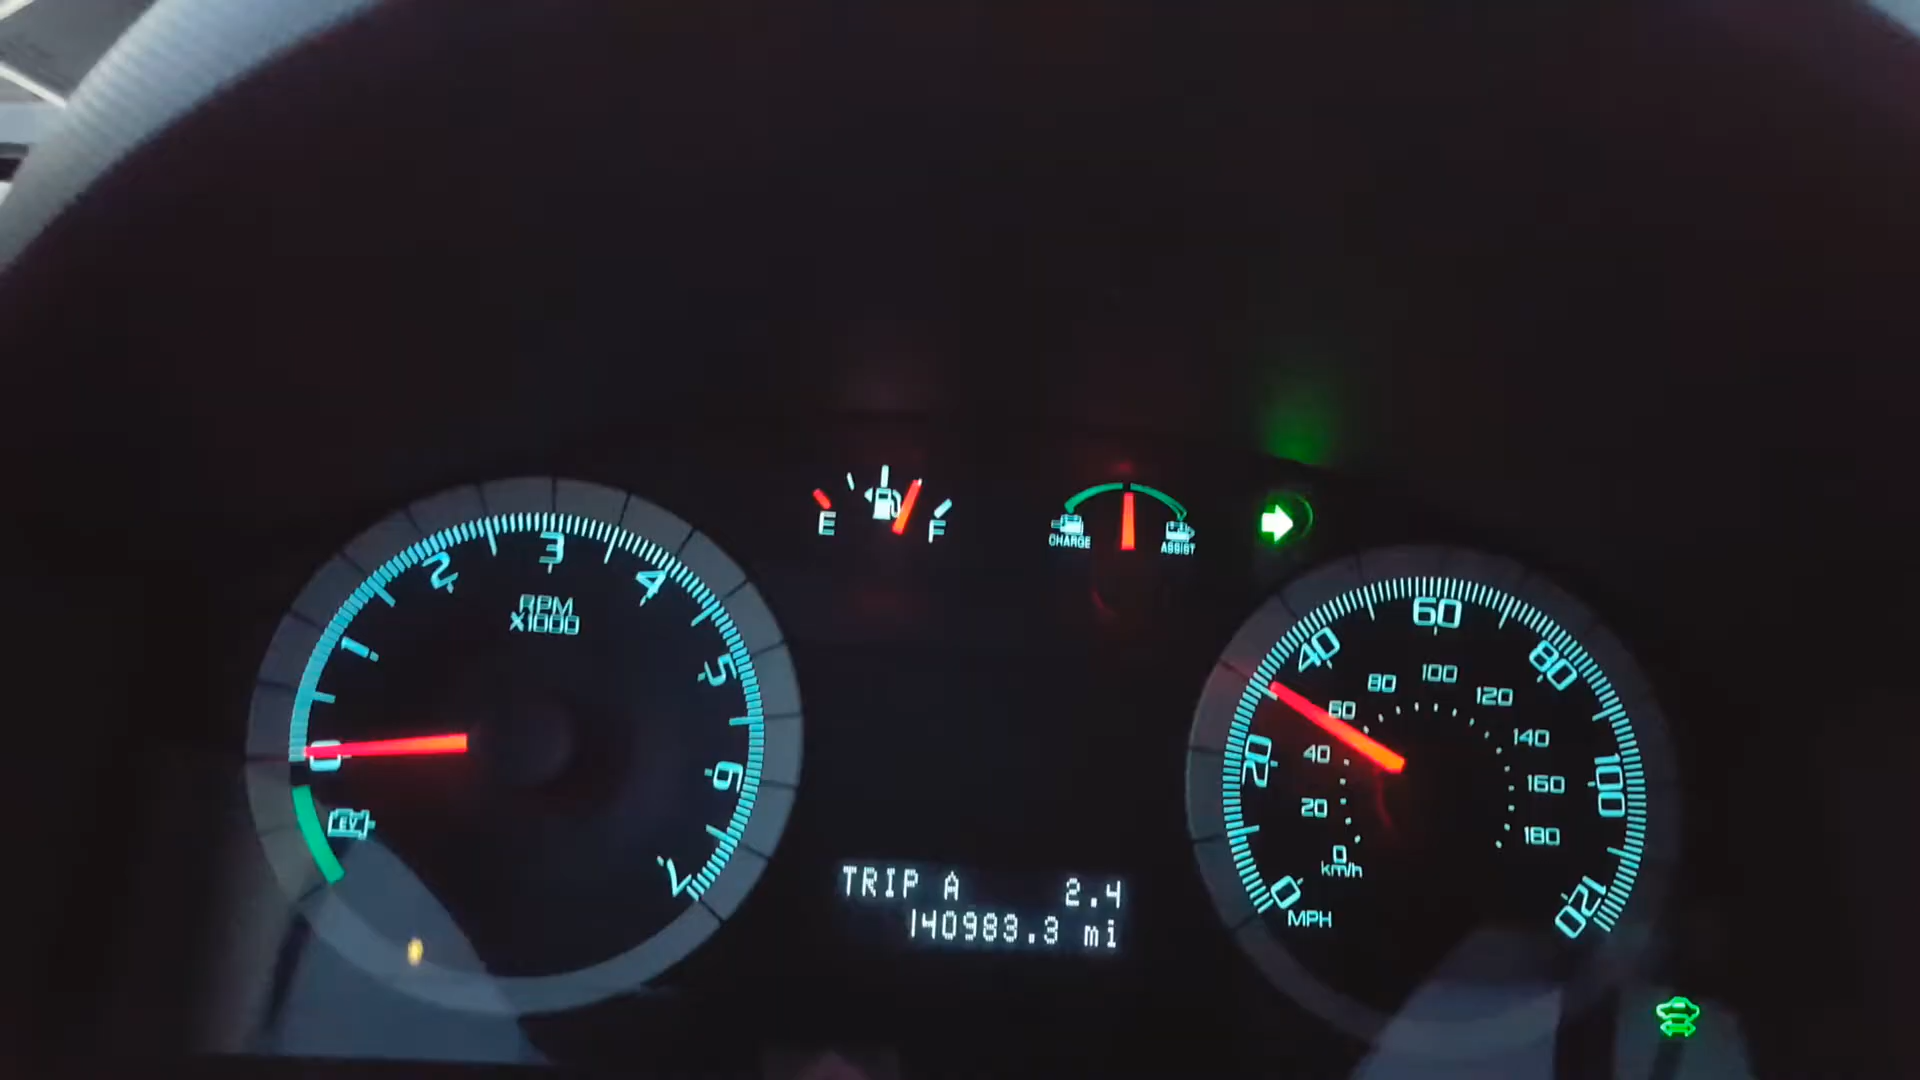 E F
CHARGE ASSIST
0 1 2 3 4 5 6 7
RPM
X1000
EV
0 20 40 60 80 100 120
MPH
0 20 40 60 80 100 120 140 160 180
km/h
TRIP A 2.4
140983.3 mi